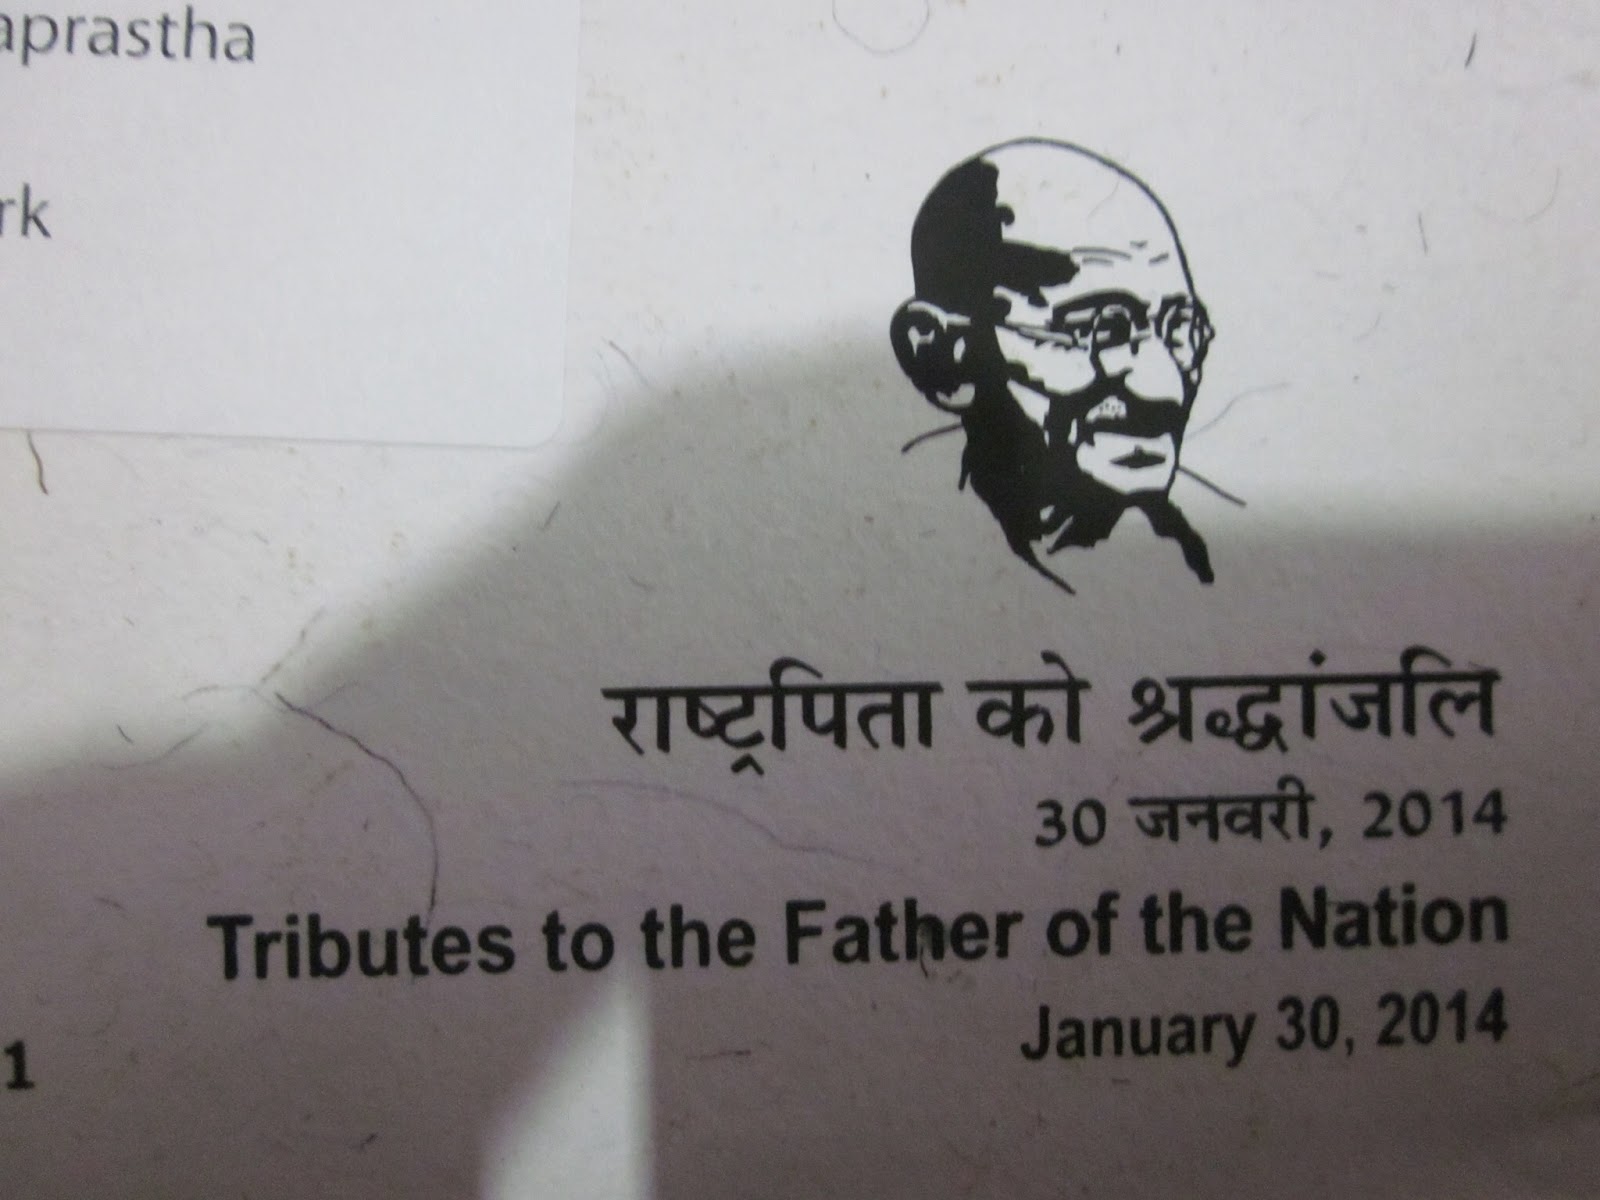 aprastha
rk
राष्ट्रपिता को श्रद्धांजलि
30 जनवरी, 2014
Tributes to the Father of the Nation
January 30, 2014
1